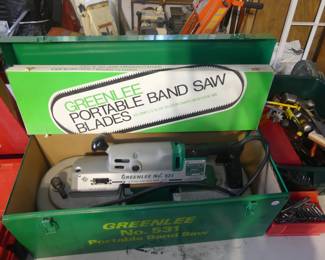 GREENLEE
PORTABLE BAND SAW
BLADES
GREENLEE No. 531
GREENLEE
No. 531
Portable Band Saw